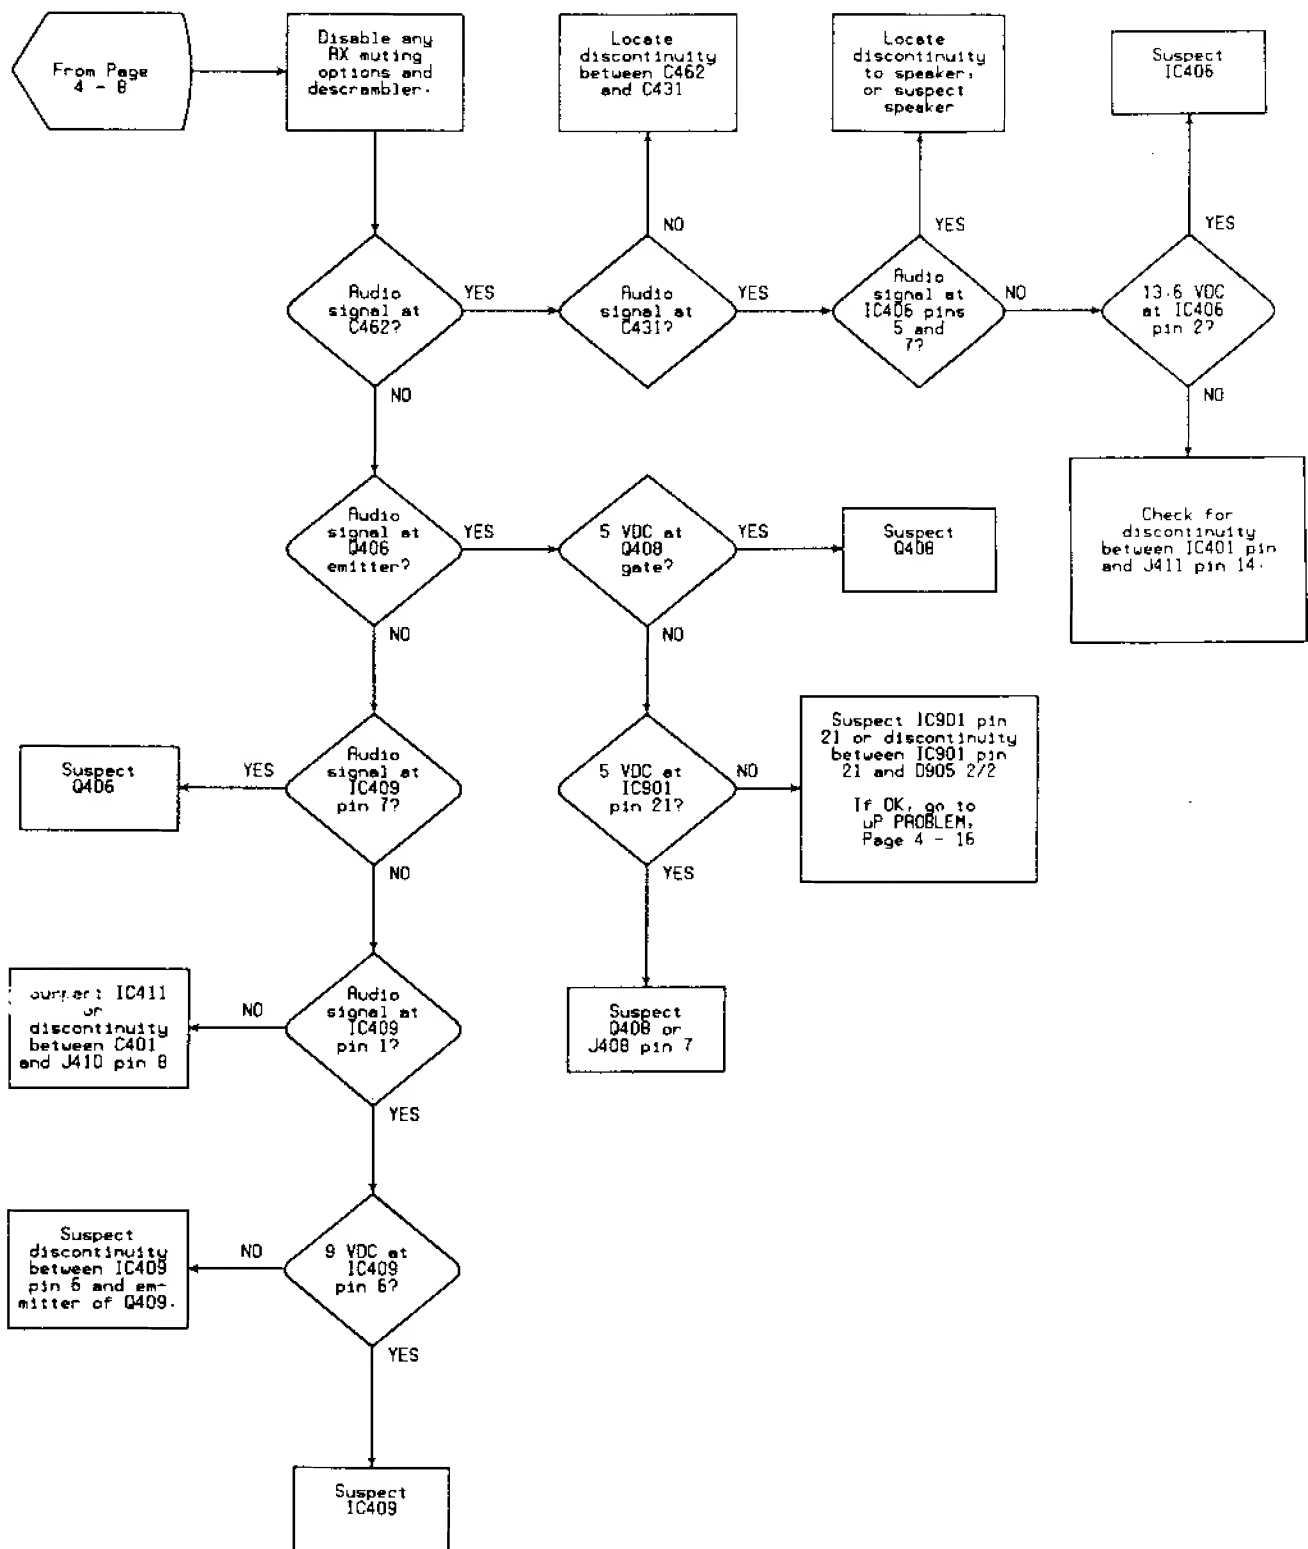 From Page
4 - 8
Disable any
RX muting
options and
descrambler.
Locate
discontinuity
between C462
and C431
Locate
discontinuity
to speaker,
or suspect
speaker
Suspect
IC406
NO
YES
YES
Audio
signal at
C462?
YES
Audio
signal at
C431?
YES
Audio
signal at
IC406 pins
5 and
7?
NO
13.6 VDC
at IC406
pin 2?
NO
NO
Audio
signal at
Q406
emitter?
YES
5 VDC at
Q408
gate?
YES
Suspect
Q408
Check for
discontinuity
between IC401 pin
and J411 pin 14.
NO
NO
Suspect
Q406
YES
Audio
signal at
IC409
pin 7?
5 VDC at
IC901
pin 21?
NO
Suspect IC901 pin
21 or discontinuity
between IC901 pin
21 and D905 2/2
If OK, go to
uP PROBLEM,
Page 4 - 16
NO
YES
IC411
or
discontinuity
between C401
and J410 pin 8
NO
Audio
signal at
IC409
pin 1?
Suspect
Q408 or
J408 pin 7
YES
Suspect
discontinuity
between IC409
pin 6 and em-
mitter of Q409.
NO
9 VDC at
IC409
pin 6?
YES
Suspect
IC409